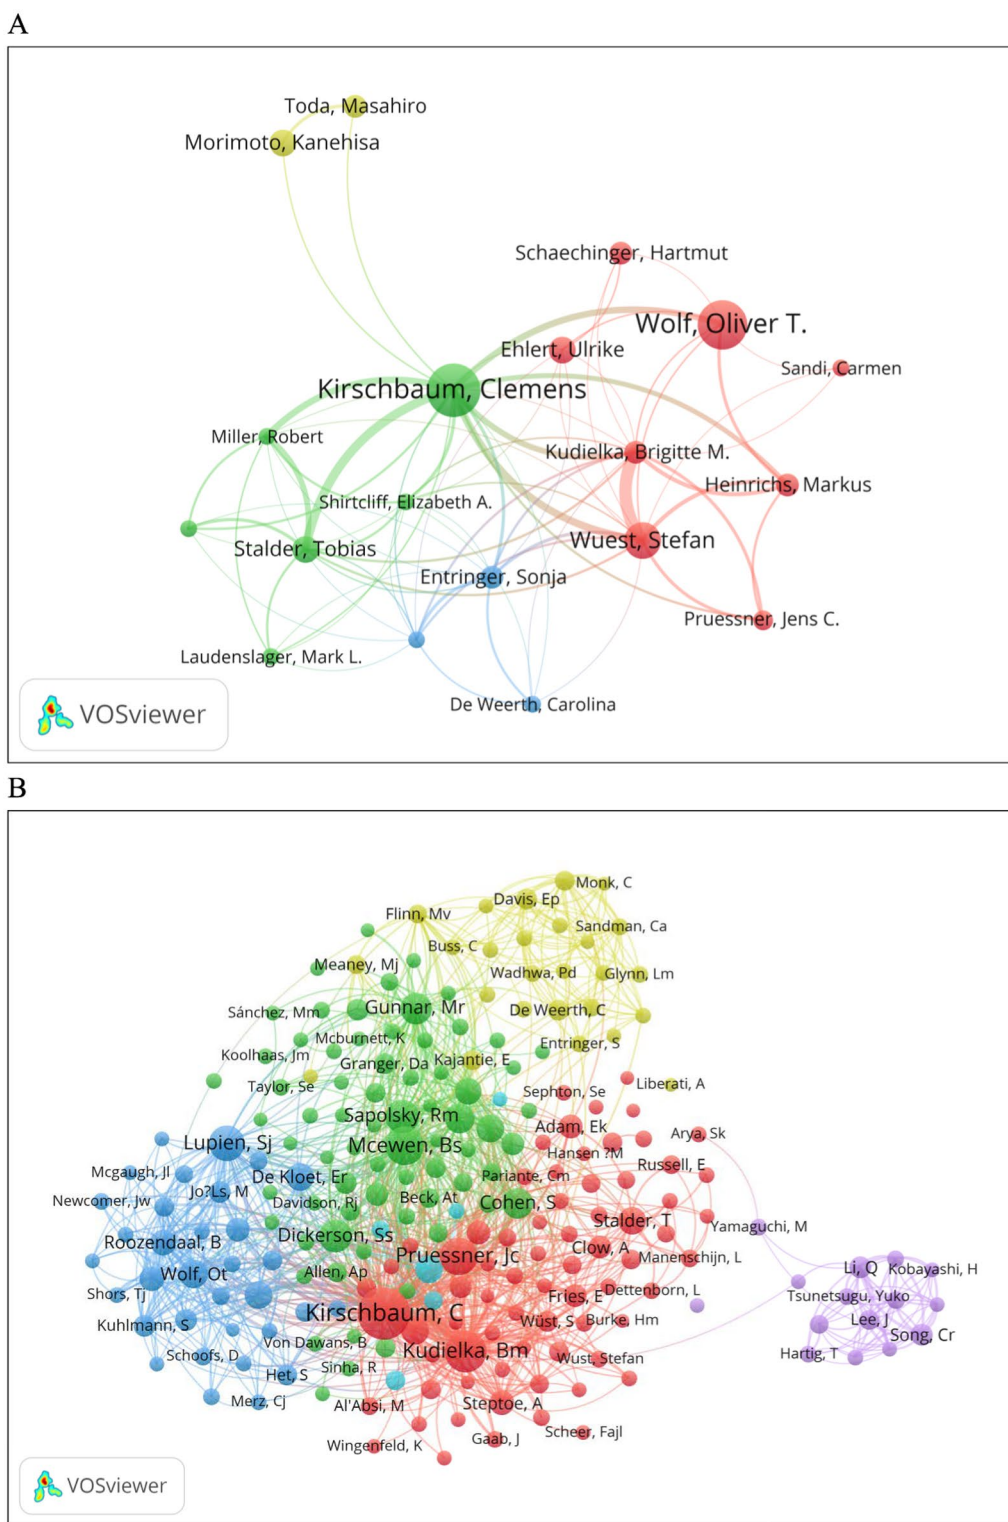 A
Toda, Masahiro
Morimoto, Kanehisa
Schaechinger, Hartmut
Wolf, Oliver T.
Ehlert, Ulrike
Sandi, Carmen
Kirschbaum, Clemens
Miller, Robert
Kudielka, Brigitte M.
Heinrichs, Markus
Shirtcliff, Elizabeth A.
Wuest, Stefan
Stalder, Tobias
Entringer, Sonja
Pruessner, Jens C.
Laudenslager, Mark L.
De Weerth, Carolina
VOSviewer
B
Monk, C
Davis, Ep
Flinn, Mv
Sandman, Ca
Buss, C
Meaney, Mj
Wadhwa, Pd
Glynn, Lm
Gunnar, Mr
Sánchez, Mm
De Weerth, C
Mcburnett, K
Entringer, S
Koolhaas, Jm
Granger, Da
Kajantie, E
Taylor, Se
Liberati, A
Sephton, Se
Sapolsky, Rm
Adam, Ek
Arya, Sk
Lupien, Sj
Mcewen, Bs
Hansen ?M
Russell, E
Mcgaugh, Jl
De Kloet, Er
Pariante, Cm
Jo?Ls, M
Newcomer, Jw
Davidson, Rj
Beck, At
Cohen, S
Stalder, T
Yamaguchi, M
Roozendaal, B
Dickerson, Ss
Pruessner, Jc
Clow, A
Manenschijn, L
Wolf, Ot
Allen, Ap
Li, Q
Kobayashi, H
Shors, Tj
Fries, E
Dettenborn, L
Tsunetsugu, Yuko
Kirschbaum, C
Wüst, S
Burke, Hm
Lee, J
Kuhlmann, S
Song, Cr
Von Dawans, B
Kudielka, Bm
Schoofs, D
Wust, Stefan
Hartig, T
Het, S
Sinha, R
Merz, Cj
Al'Absi, M
Steptoe, A
Wingenfeld, K
Gaab, J
Scheer, Fajl
VOSviewer